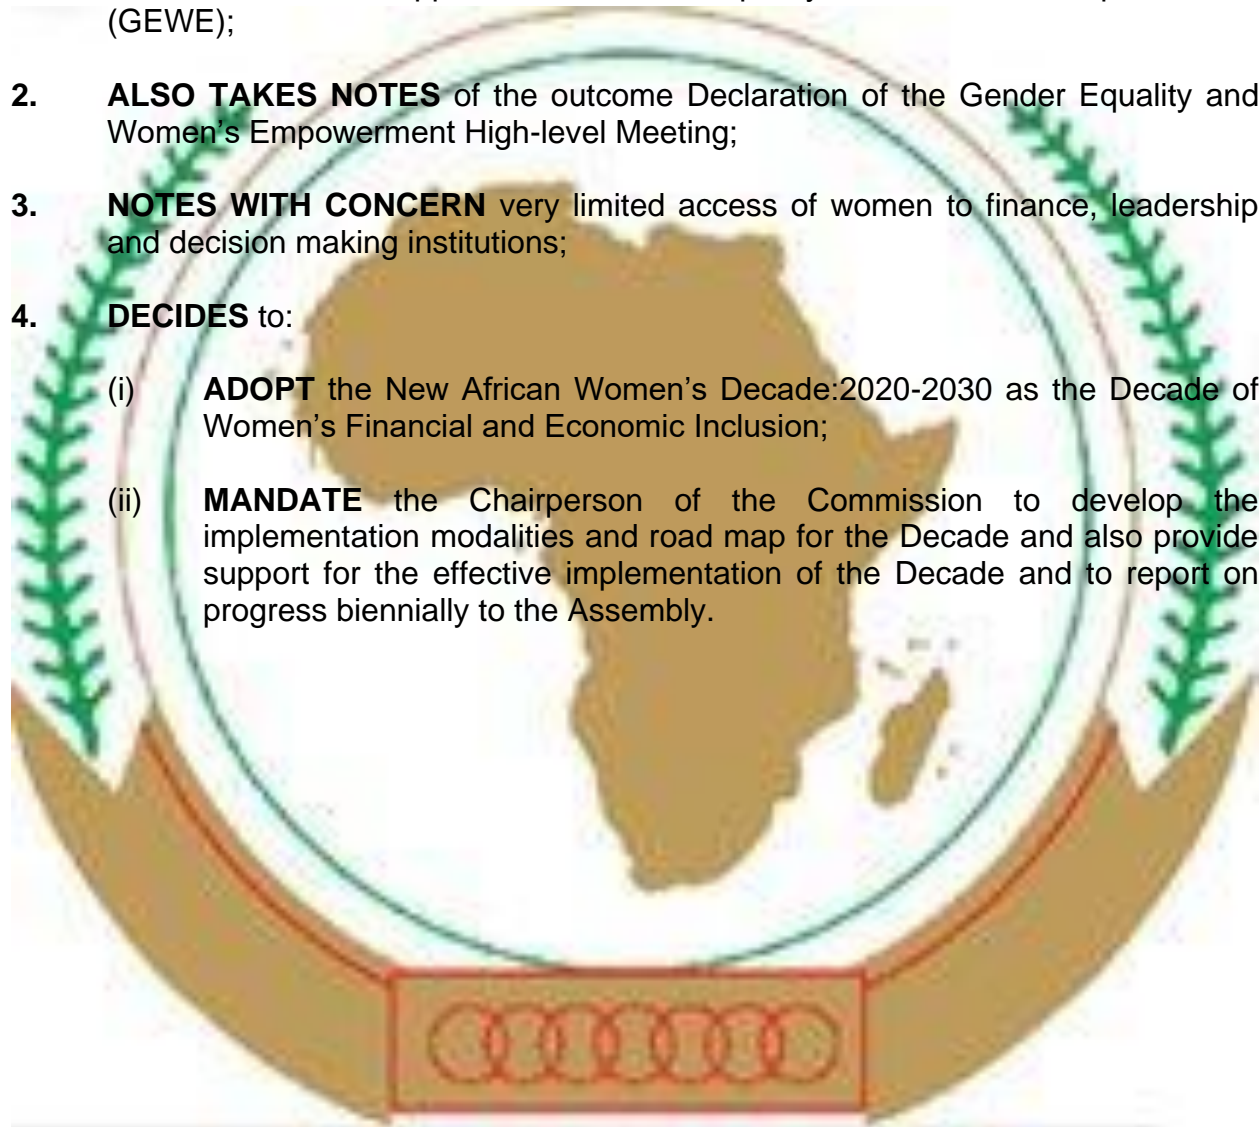 (GEWE);
2. ALSO TAKES NOTES of the outcome Declaration of the Gender Equality and
Women's Empowerment High-level Meeting;
3. NOTES WITH CONCERN very limited access of women to finance, leadership
and decision making institutions;
4. DECIDES to:
(i) ADOPT the New African Women's Decade:2020-2030 as the Decade of
Women's Financial and Economic Inclusion;
(ii) MANDATE the Chairperson of the Commission to develop the
implementation modalities and road map for the Decade and also provide
support for the effective implementation of the Decade and to report on
progress biennially to the Assembly.